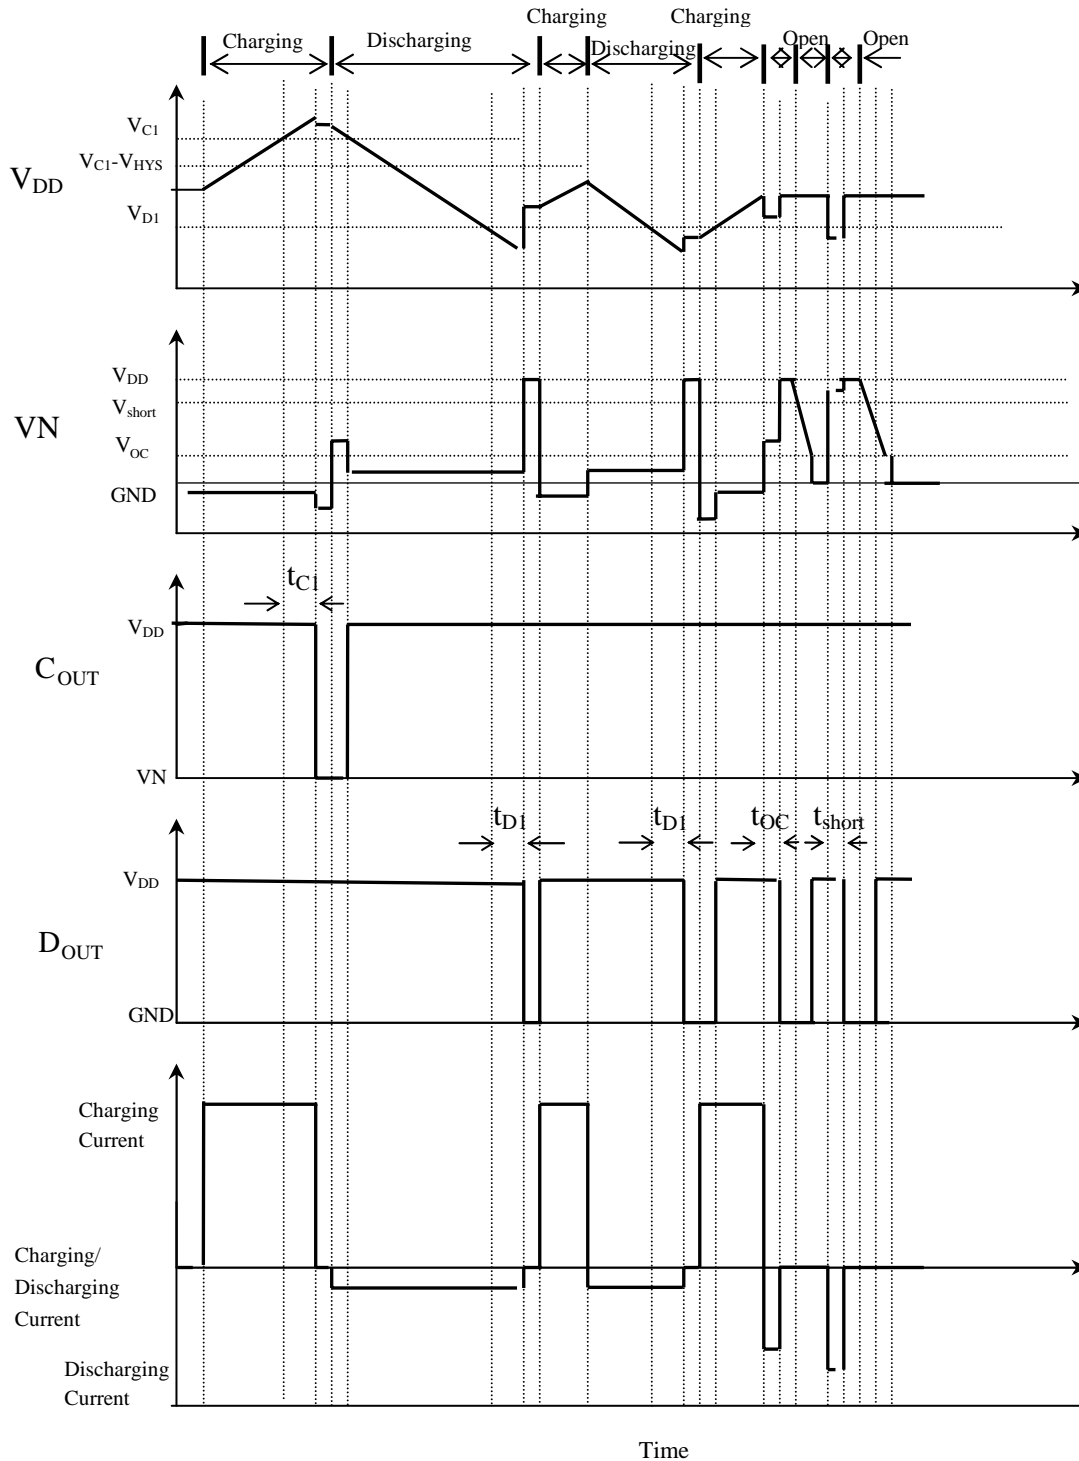 Charging
Charging
Charging
Discharging
Discharging
Open
Open
VC1
VC1-VHYS
VDD
VD1
VDD
Vshort
VN
VOC
GND
tC1
VDD
COUT
VN
tD1
tD1
tOC
tshort
VDD
DOUT
GND
Charging
Current
Charging/
Discharging
Current
Discharging
Current
Time